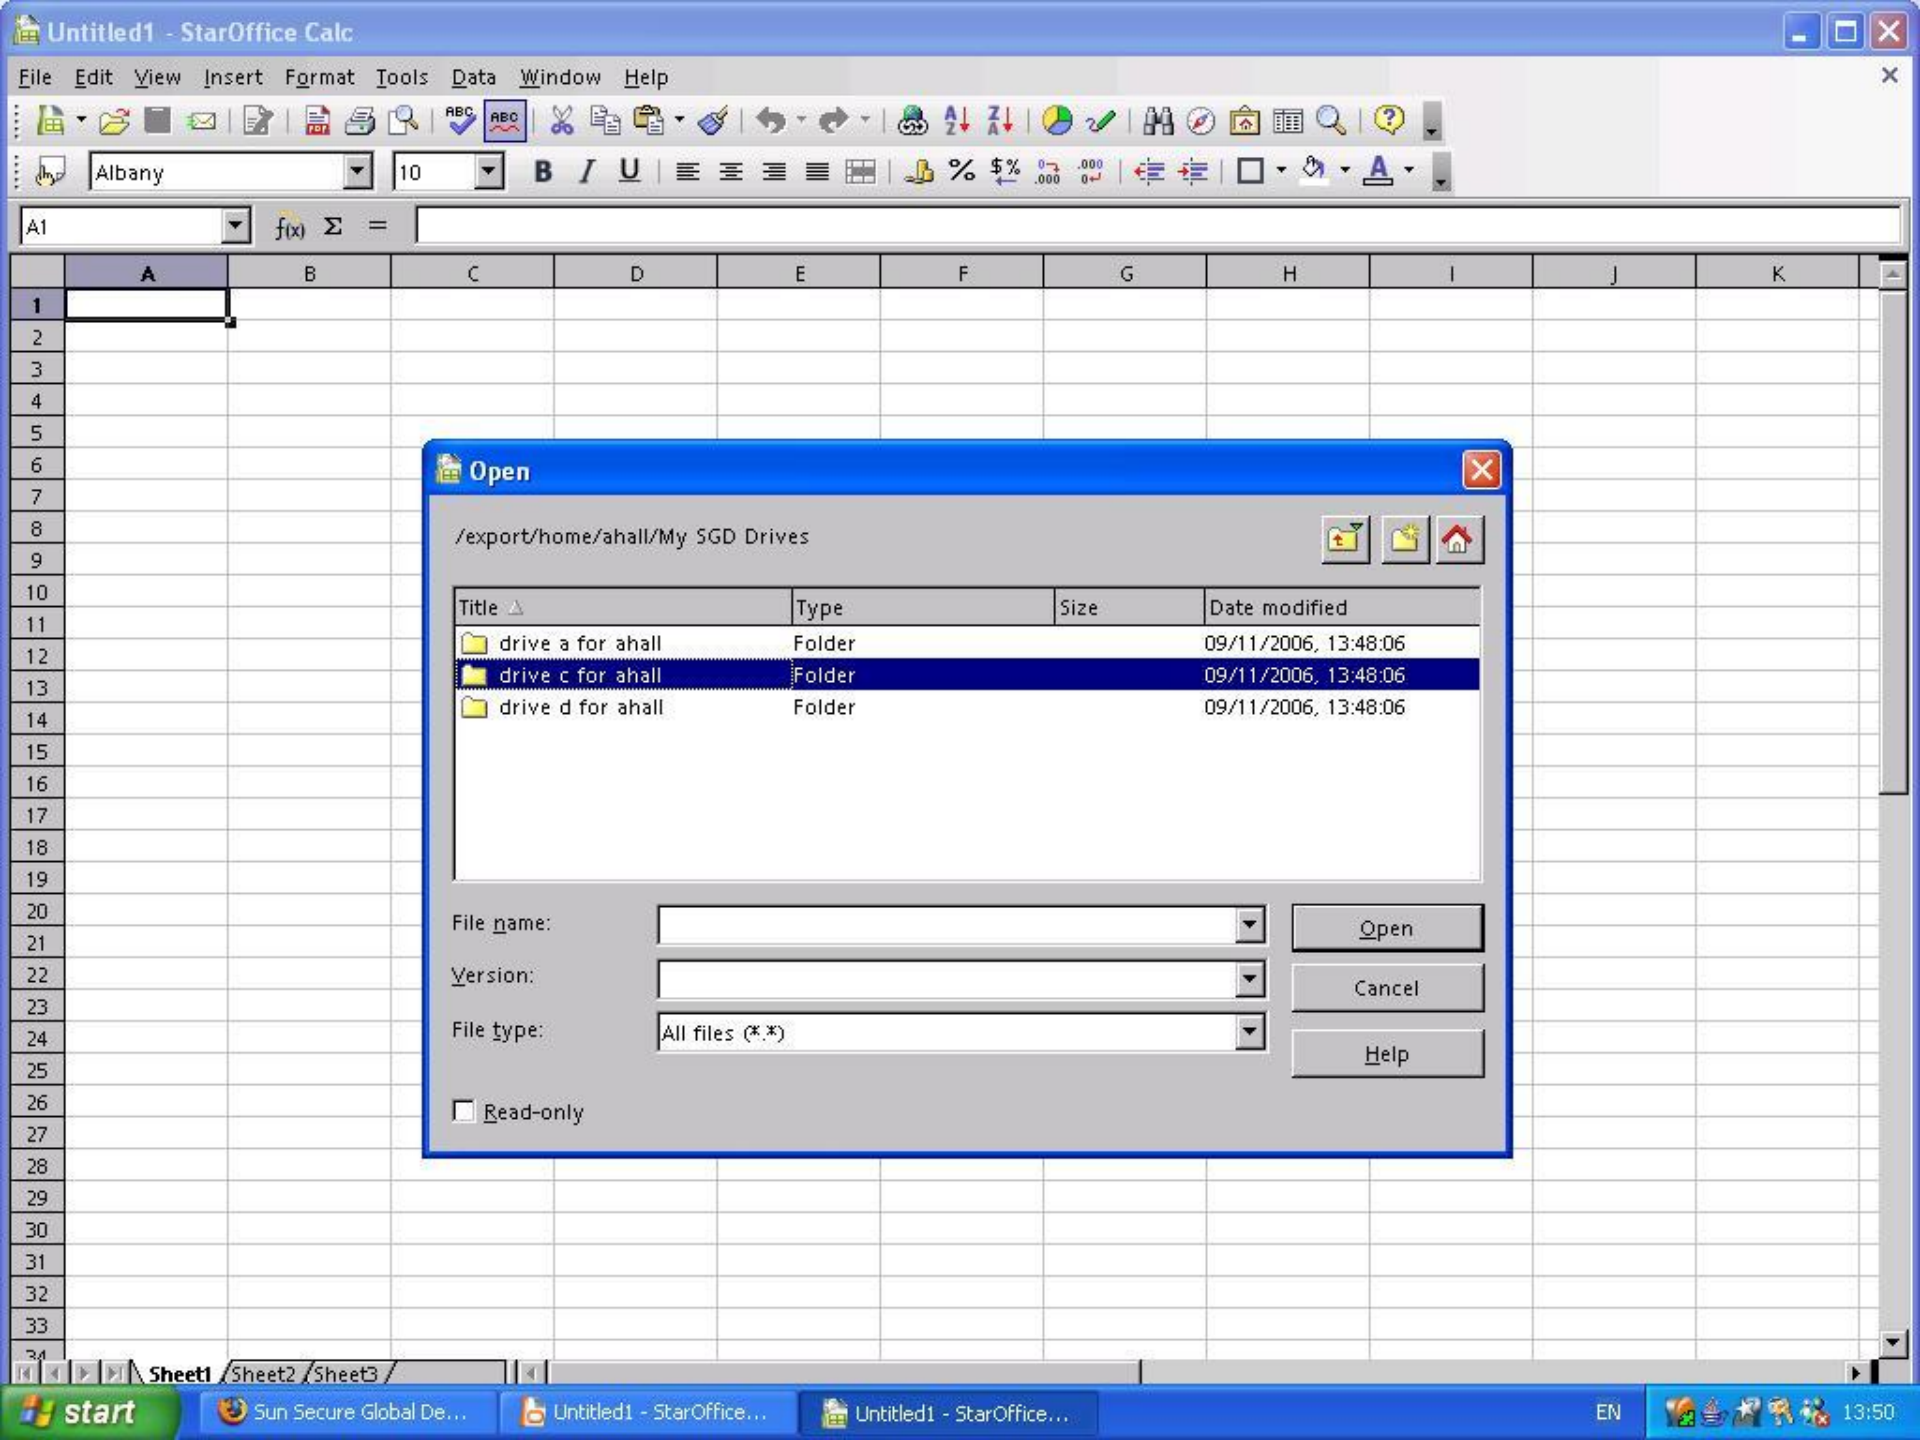 Untitled1 - StarOffice Calc
File Edit View Insert Format Tools Data Window Help
Albany 10 B I U
A1 f(x) Σ =
A B C D E F G H I J K
1
2
3
4
5
6
7
8
9
10
11
12
13
14
15
16
17
18
19
20
21
22
23
24
25
26
27
28
29
30
31
32
33
34
Open
/export/home/ahall/My SGD Drives
Title Type Size Date modified
drive a for ahall Folder 09/11/2006, 13:48:06
drive c for ahall Folder 09/11/2006, 13:48:06
drive d for ahall Folder 09/11/2006, 13:48:06
File name: Open
Version: Cancel
File type: All files (*.*) Help
Read-only
Sheet1 Sheet2 Sheet3
start Sun Secure Global De... Untitled1 - StarOffice... Untitled1 - StarOffice... EN 13:50